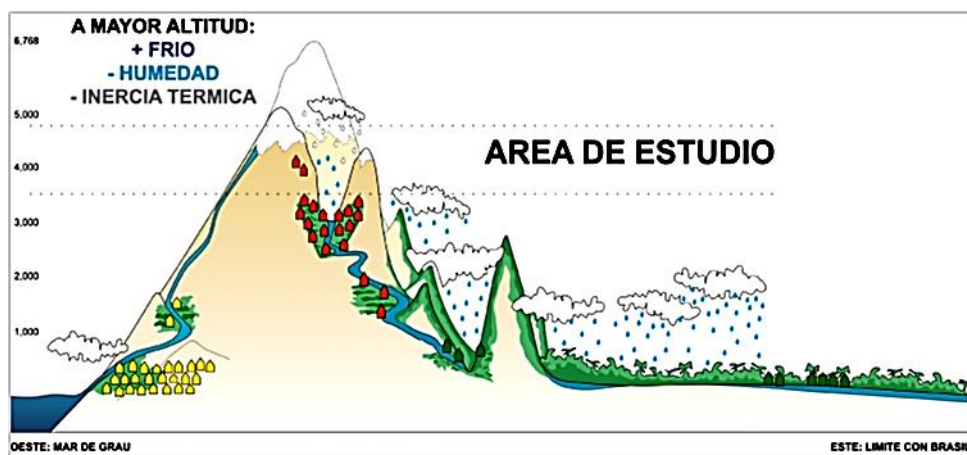 A MAYOR ALTITUD:
+ FRIO
- HUMEDAD
- INERCIA TERMICA
6,768
5,000
AREA DE ESTUDIO
4,000
3,000
2,000
1,000
OESTE: MAR DE GRAU
ESTE: LIMITE CON BRASIL